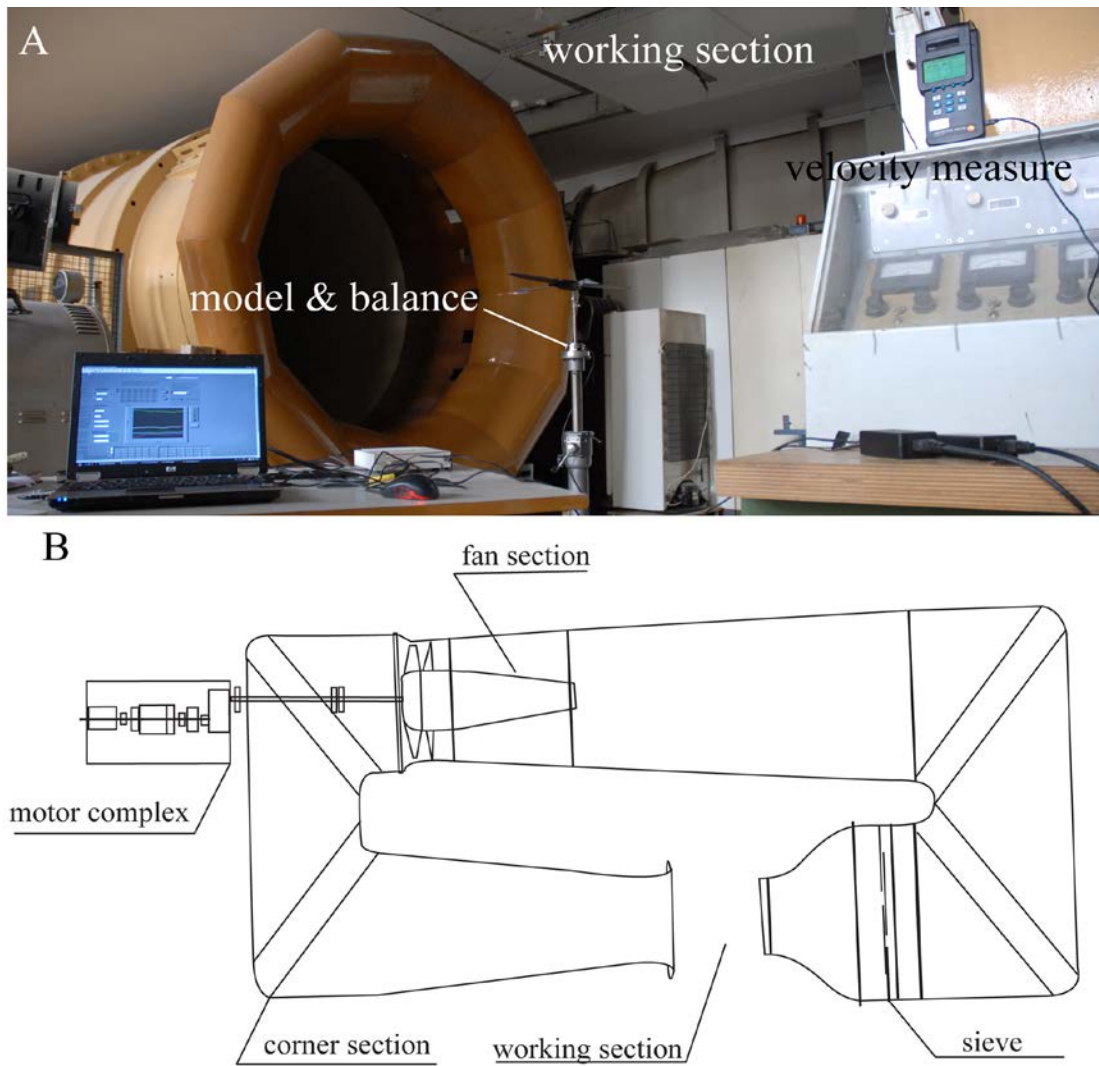 A
working section
velocity measure
model & balance
B
fan section
motor complex
corner section
working section
sieve